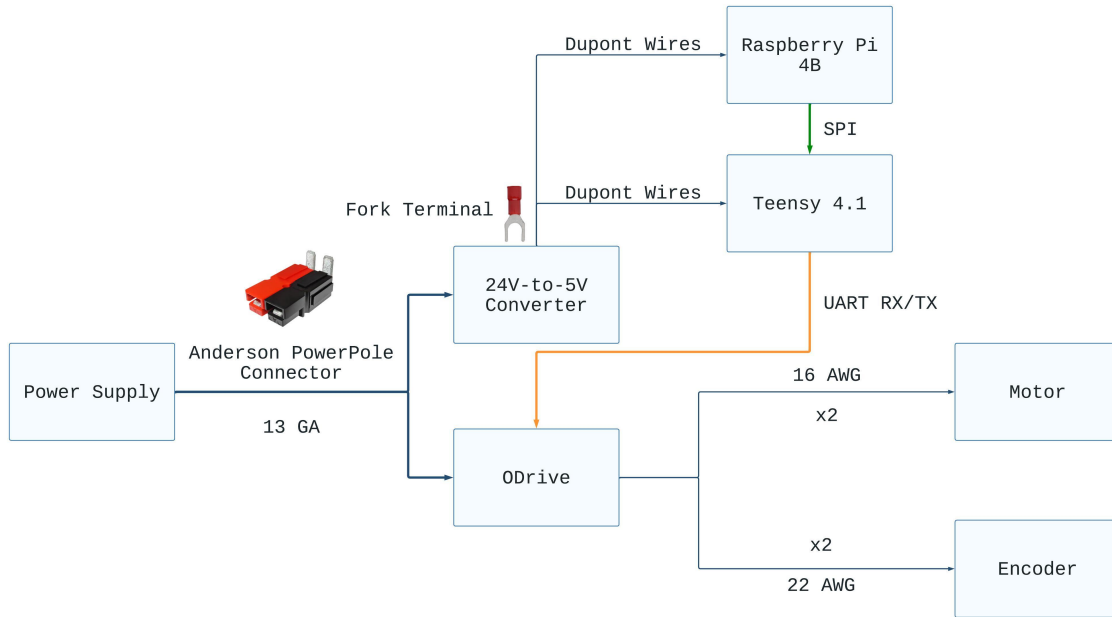 Dupont Wires
Raspberry Pi
4B
SPI
Dupont Wires
Teensy 4.1
Fork Terminal
24V-to-5V
Converter
UART RX/TX
Anderson PowerPole
Connector
Power Supply
13 GA
16 AWG
x2
Motor
ODrive
x2
22 AWG
Encoder